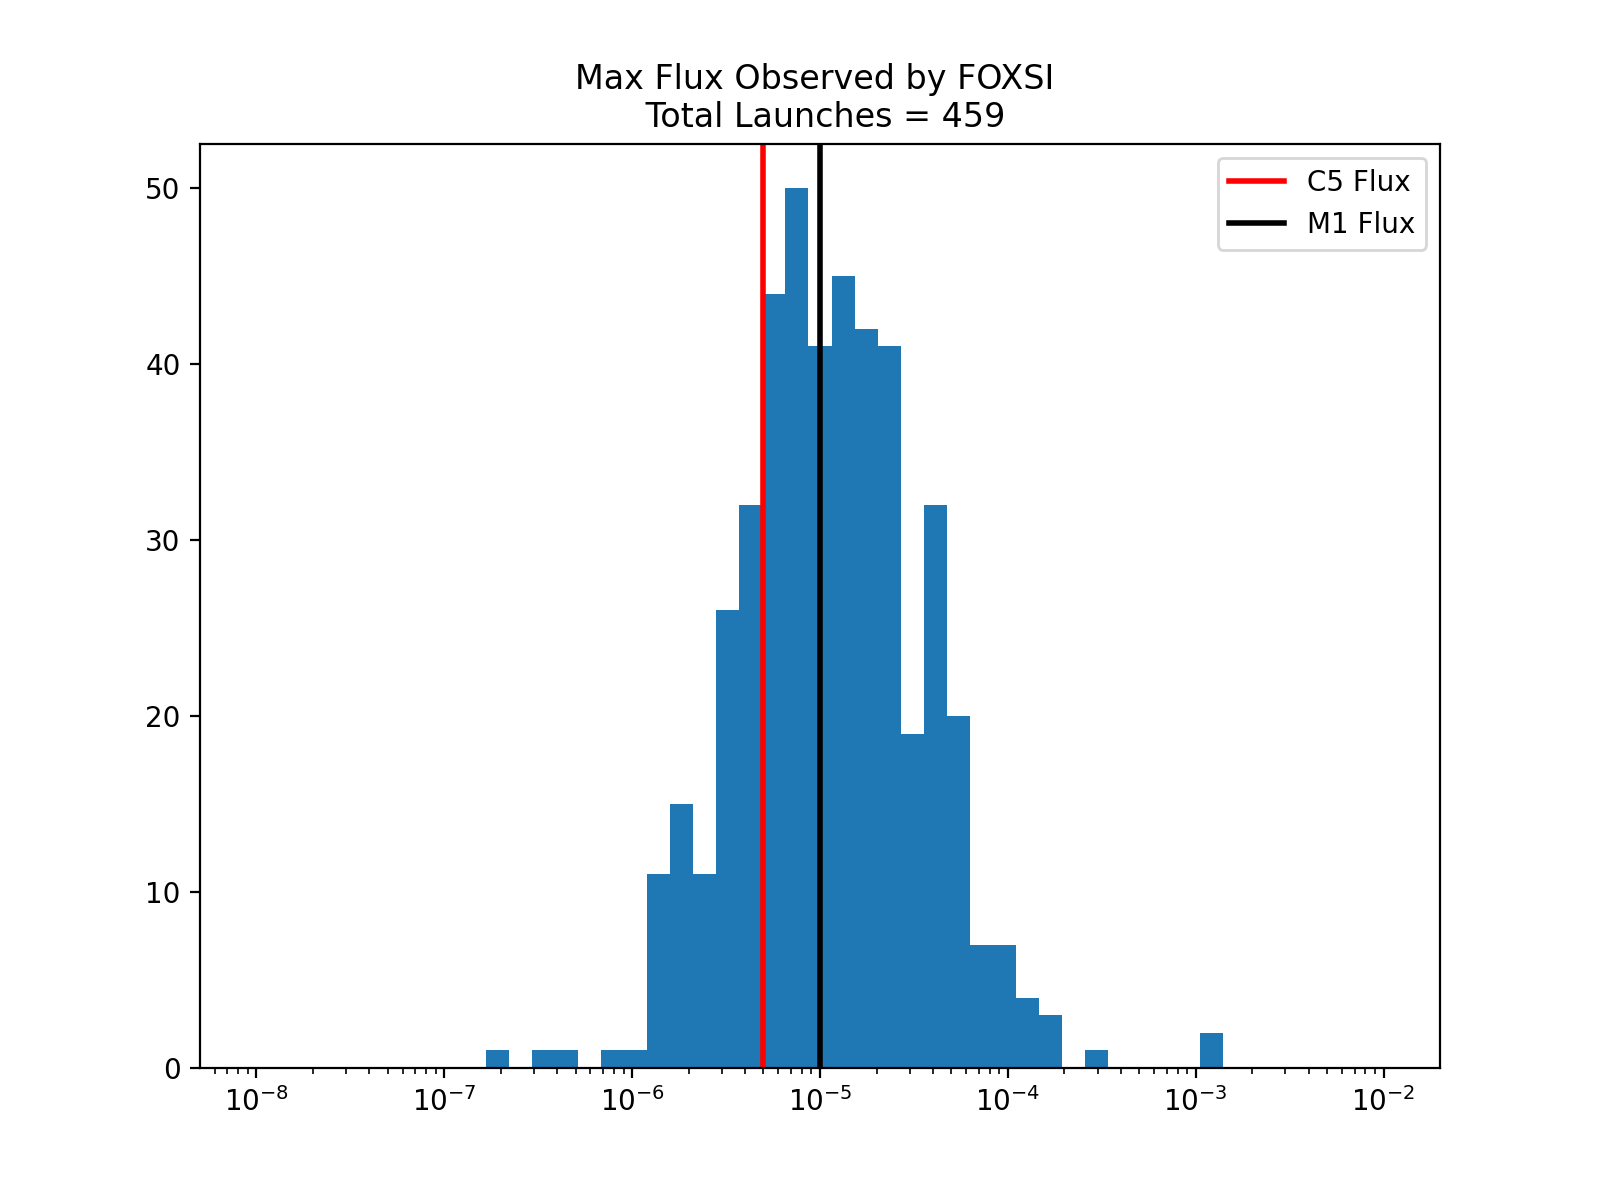 Max Flux Observed by FOXSI
Total Launches = 459
C5 Flux
M1 Flux
50
40
30
20
10
0
10⁻⁸ 10⁻⁷ 10⁻⁶ 10⁻⁵ 10⁻⁴ 10⁻³ 10⁻²